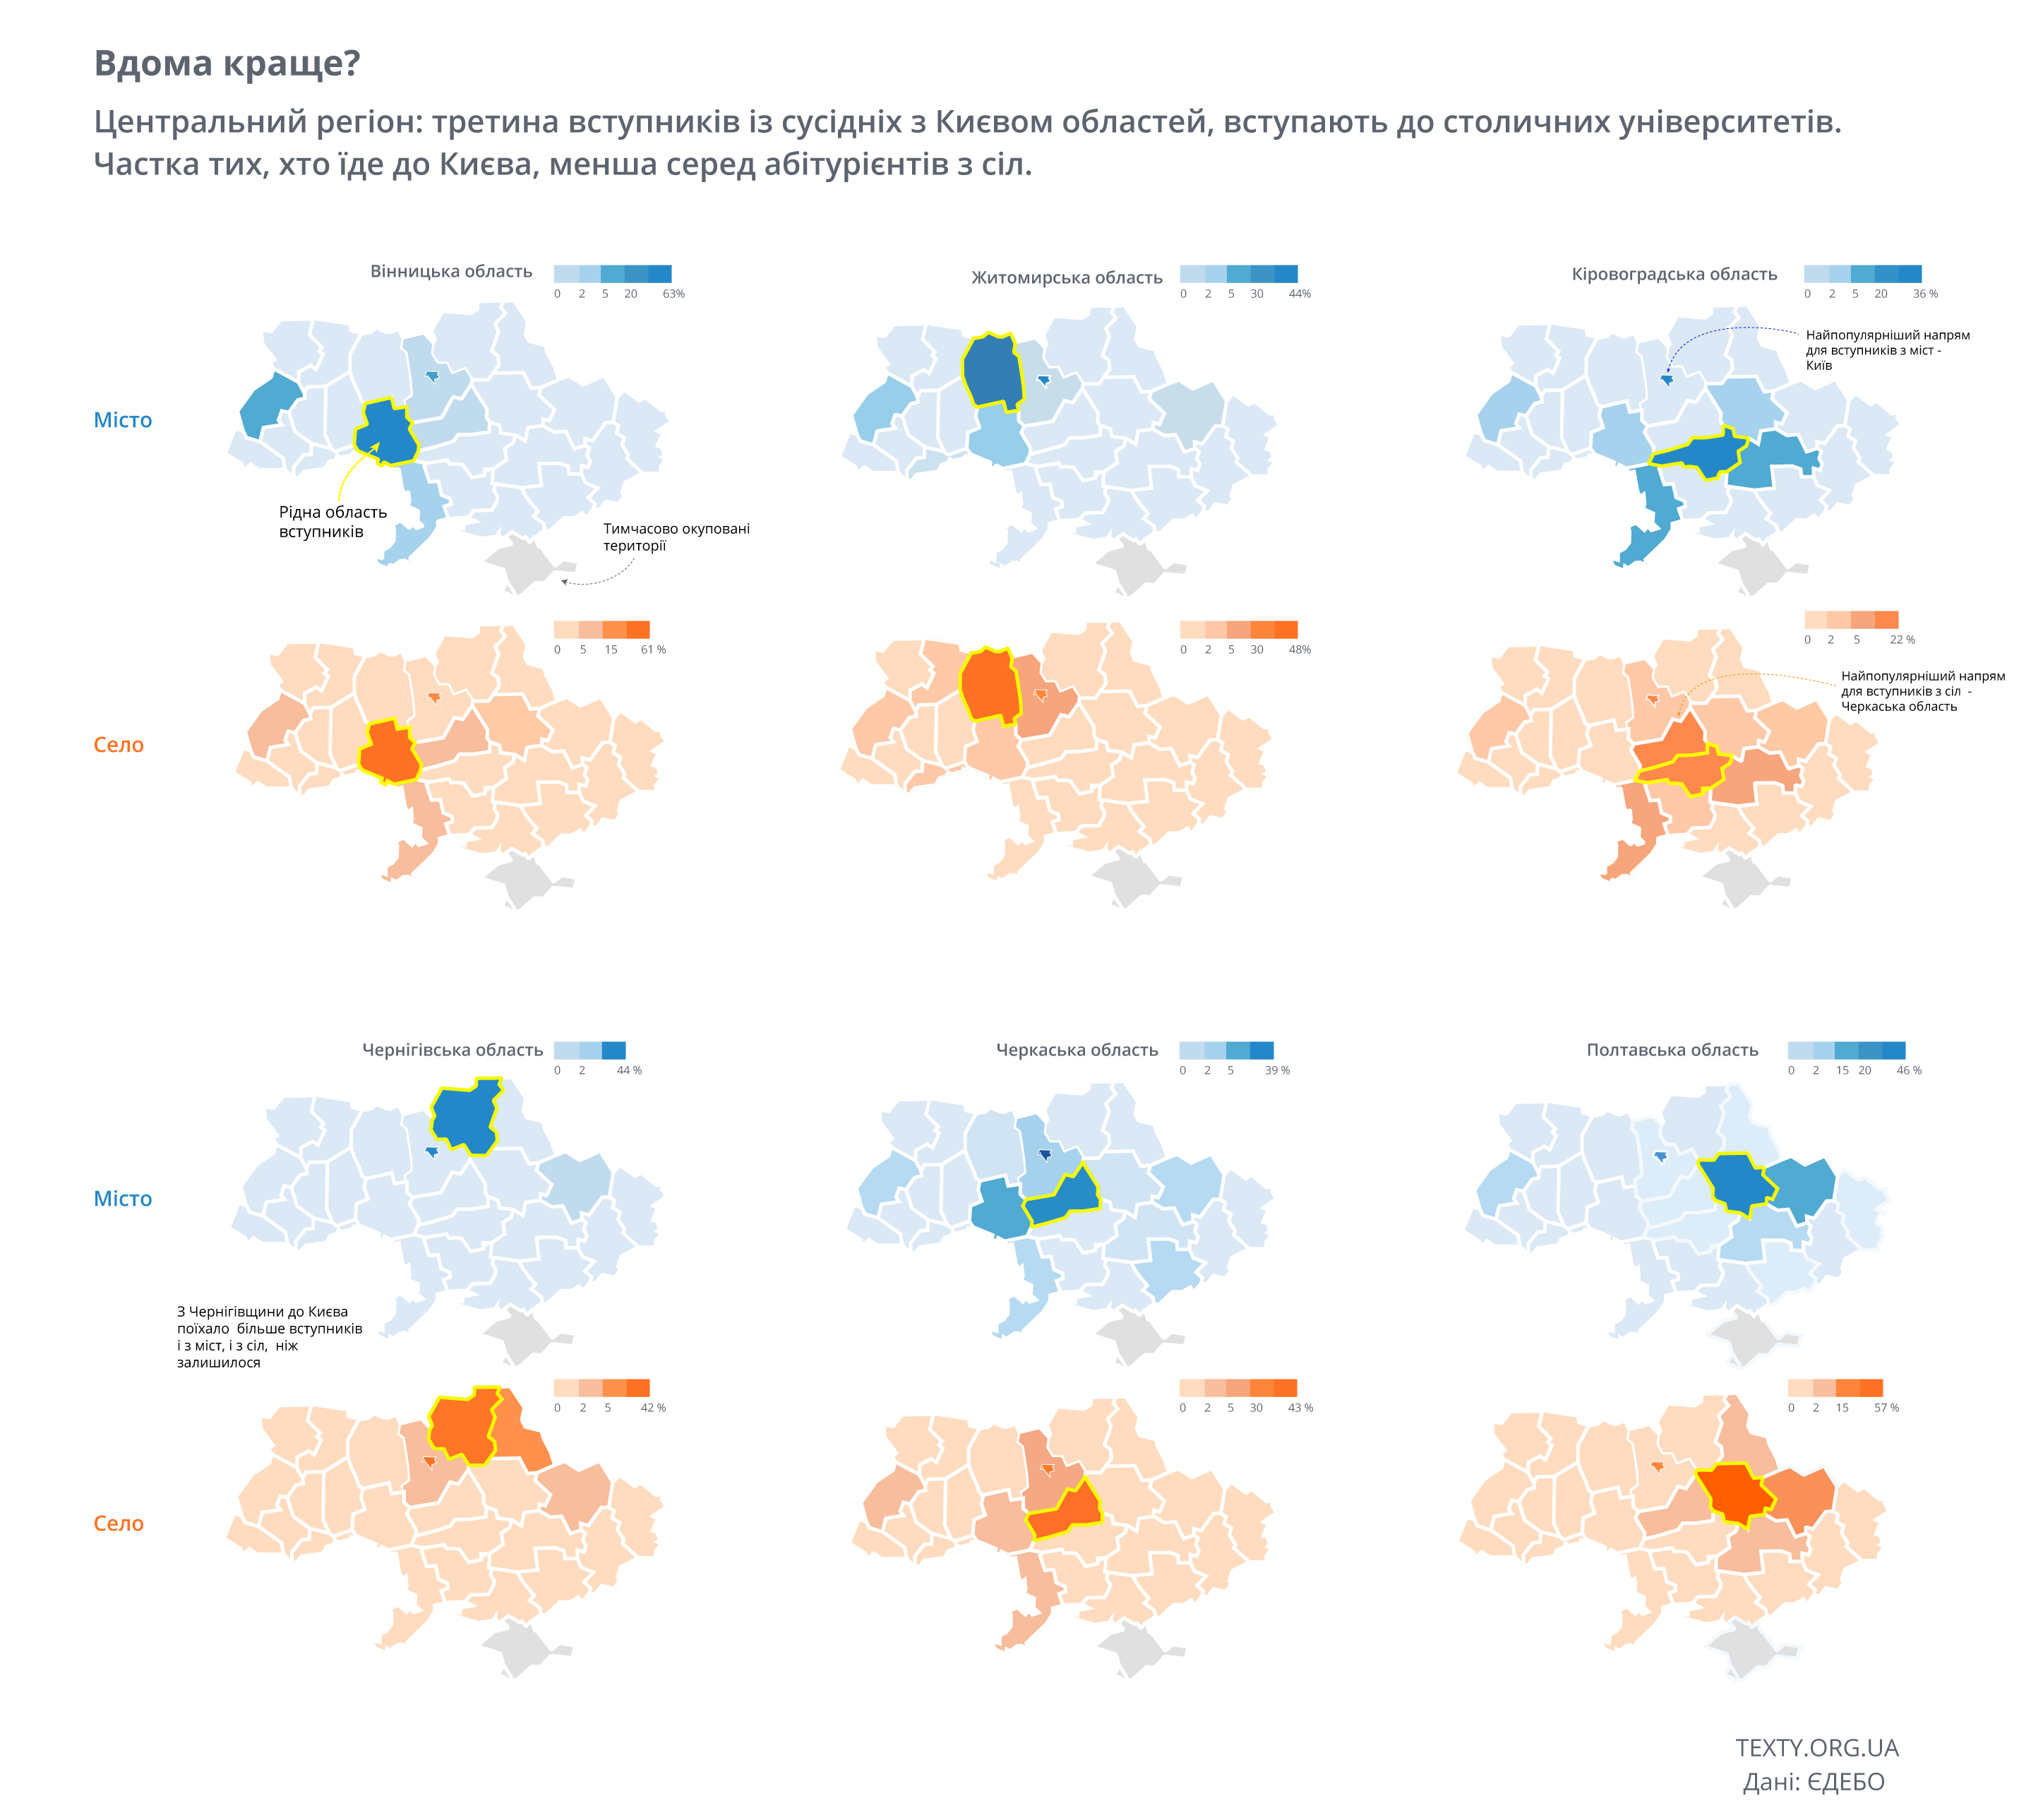 Вдома краще?
Центральний регіон: третина вступників із сусідніх з Києвом областей, вступають до столичних університетів.
Частка тих, хто їде до Києва, менша серед абітурієнтів з сіл.
Вінницька область
0 2 5 20 63%
Житомирська область
0 2 5 30 44%
Кіровоградська область
0 2 5 20 36 %
Найпопулярніший напрям
для вступників з міст -
Київ
Місто
Рідна область
вступників
Тимчасово окуповані
території
0 5 15 61 %
0 2 5 30 48%
0 2 5 22 %
Найпопулярніший напрям
для вступників з сіл -
Черкаська область
Село
Чернігівська область
0 2 44 %
Черкаська область
0 2 5 39 %
Полтавська область
0 2 15 20 46 %
Місто
З Чернігівщини до Києва
поїхало більше вступників
і з міст, і з сіл, ніж
залишилося
0 2 5 42 %
0 2 5 30 43 %
0 2 15 57 %
Село
TEXTY.ORG.UA
Дані: ЄДЕБО